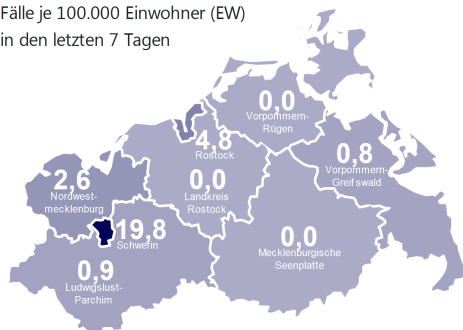 Fälle je 100.000 Einwohner (EW)
in den letzten 7 Tagen
0,0
Vorpommern-
Rügen
4,8
Rostock
0,8
Vorpommern-
Greifswald
2,6
Nordwest-
mecklenburg
0,0
Landkreis
Rostock
19,8
Schwerin
0,0
Mecklenburgische
Seenplatte
0,9
Ludwigslust-
Parchim